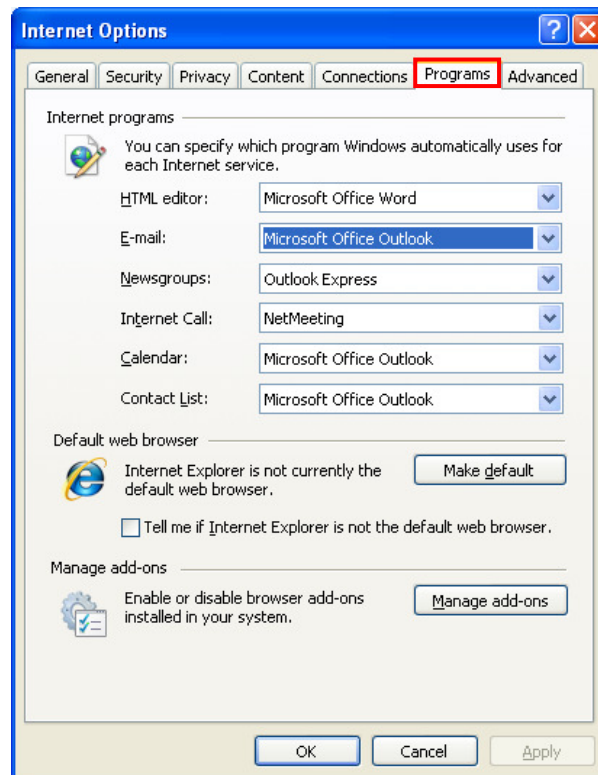 Internet Options
General Security Privacy Content Connections Programs Advanced
Internet programs
You can specify which program Windows automatically uses for
each Internet service.
HTML editor: Microsoft Office Word
E-mail: Microsoft Office Outlook
Newsgroups: Outlook Express
Internet Call: NetMeeting
Calendar: Microsoft Office Outlook
Contact List: Microsoft Office Outlook
Default web browser
Internet Explorer is not currently the
default web browser.
Make default
Tell me if Internet Explorer is not the default web browser.
Manage add-ons
Enable or disable browser add-ons
installed in your system.
Manage add-ons
OK Cancel Apply